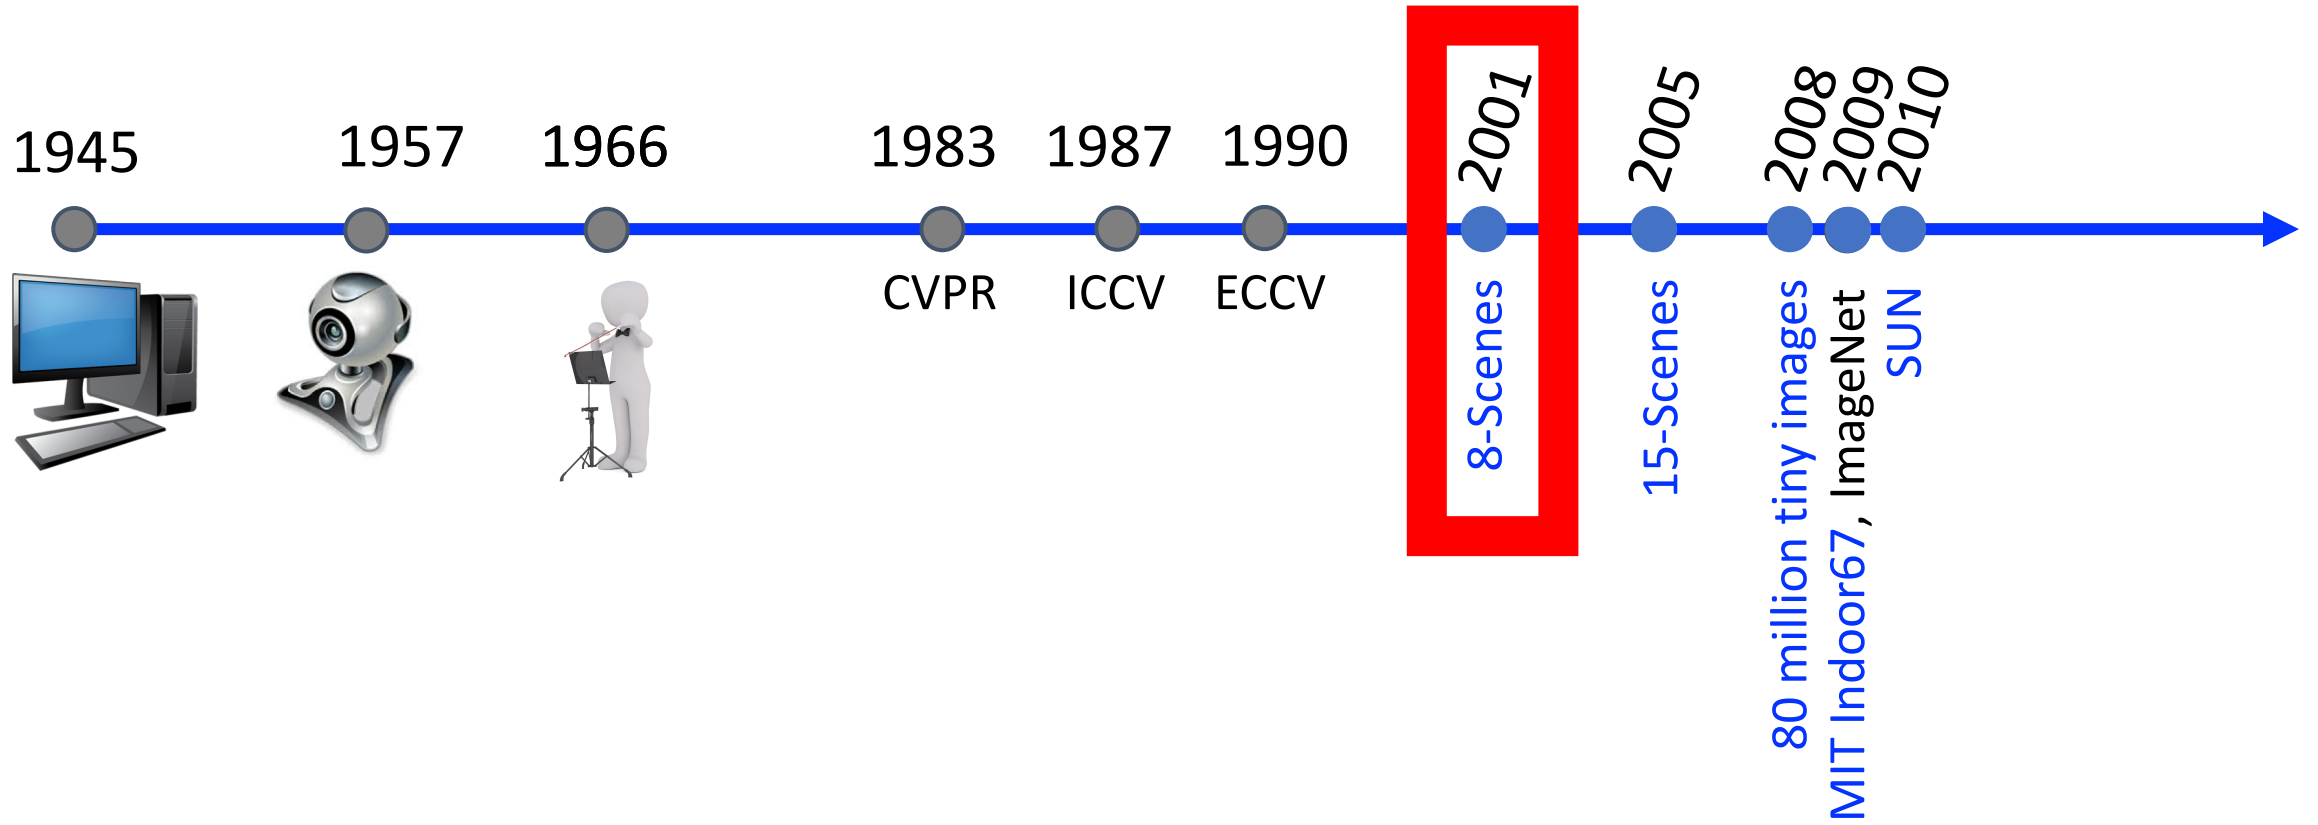 1945
1957
1966
1983
1987
1990
2001
2005
2008
2009
2010
CVPR
ICCV
ECCV
8-Scenes
15-Scenes
80 million tiny images
MIT Indoor67, ImageNet
SUN